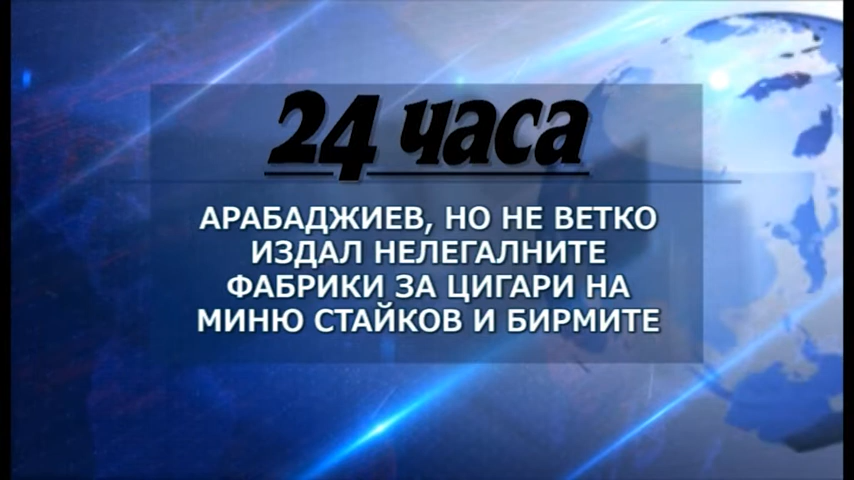 24 часа
АРАБАДЖИЕВ, НО НЕ ВЕТКО
ИЗДАЛ НЕЛЕГАЛНИТЕ
ФАБРИКИ ЗА ЦИГАРИ НА
МИНЮ СТАЙКОВ И БИРМИТЕ